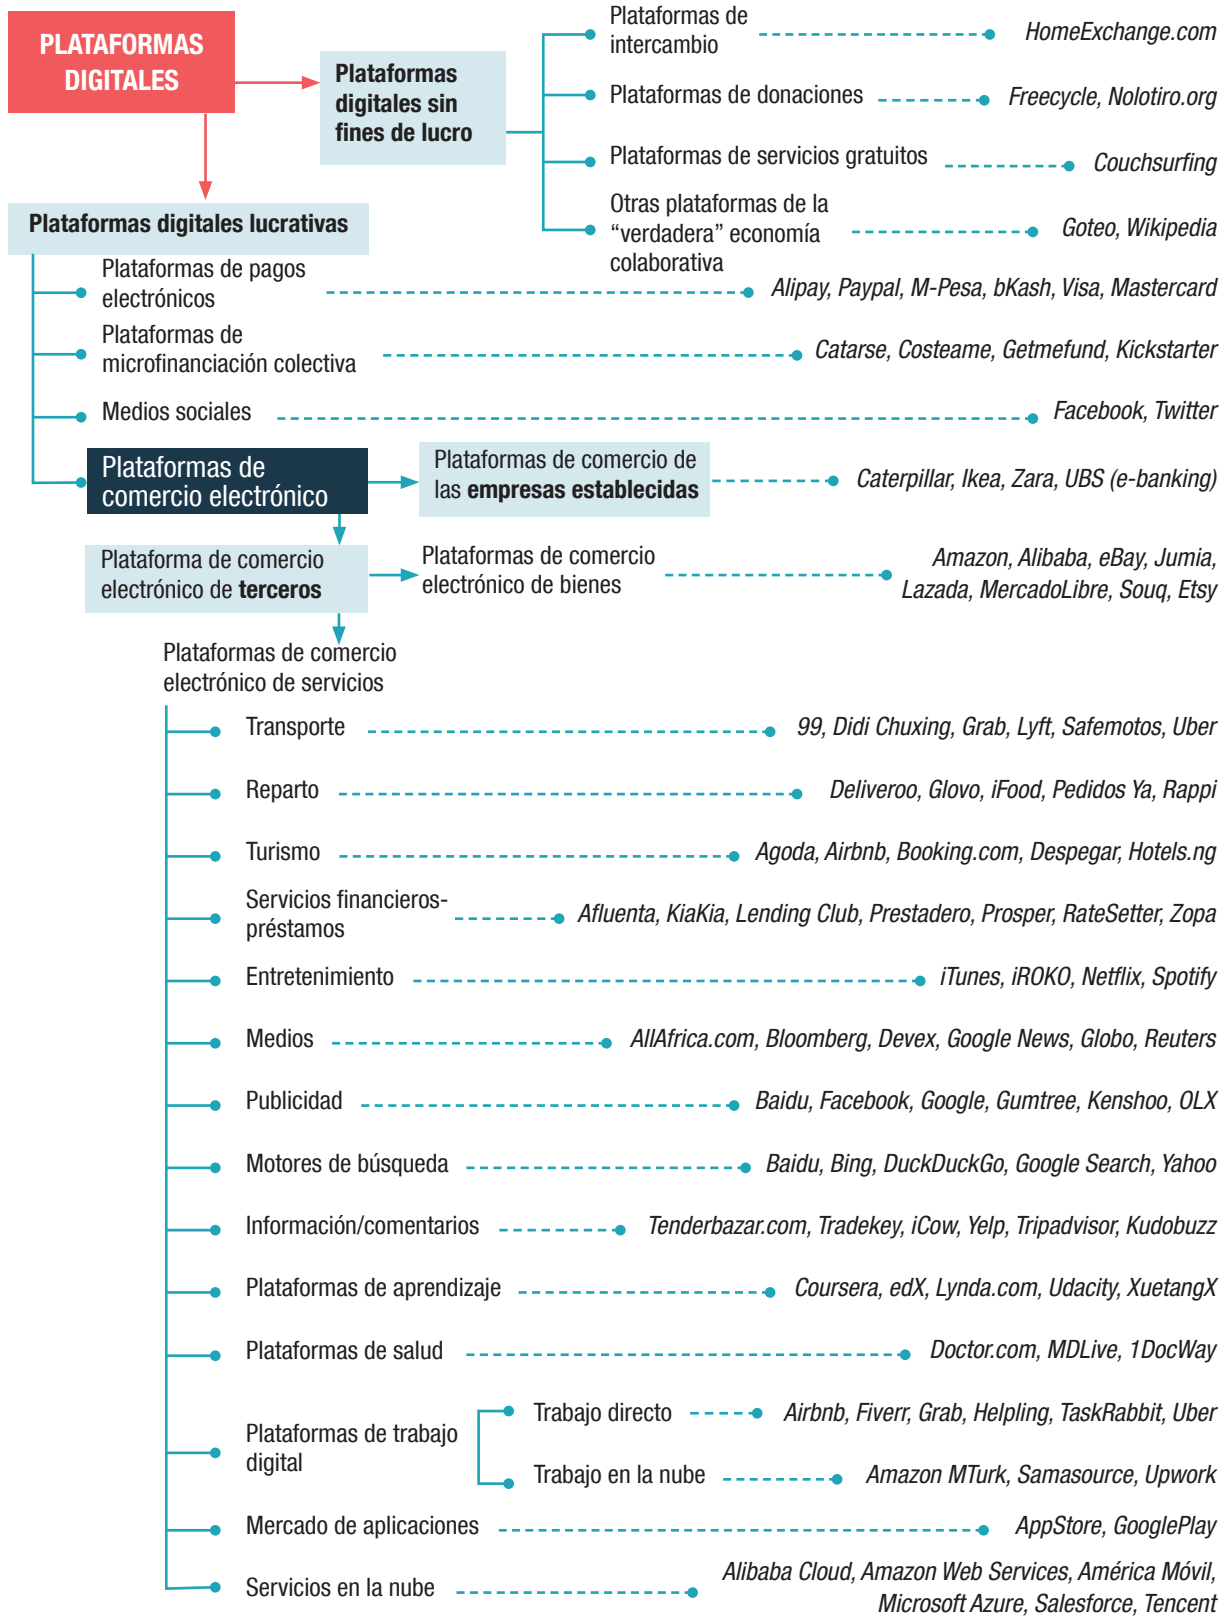 PLATAFORMAS
DIGITALES
Plataformas
digitales sin
fines de lucro
Plataformas de
intercambio
HomeExchange.com
Plataformas de donaciones
Freecycle, Nolotiro.org
Plataformas de servicios gratuitos
Couchsurfing
Otras plataformas de la
“verdadera” economía
colaborativa
Goteo, Wikipedia
Plataformas digitales lucrativas
Plataformas de pagos
electrónicos
Alipay, Paypal, M-Pesa, bKash, Visa, Mastercard
Plataformas de
microfinanciación colectiva
Catarse, Costeame, Getmefund, Kickstarter
Medios sociales
Facebook, Twitter
Plataformas de
comercio electrónico
Plataformas de comercio de
las empresas establecidas
Caterpillar, Ikea, Zara, UBS (e-banking)
Plataforma de comercio
electrónico de terceros
Plataformas de comercio
electrónico de bienes
Amazon, Alibaba, eBay, Jumia,
Lazada, MercadoLibre, Souq, Etsy
Plataformas de comercio
electrónico de servicios
Transporte
99, Didi Chuxing, Grab, Lyft, Safemotos, Uber
Reparto
Deliveroo, Glovo, iFood, Pedidos Ya, Rappi
Turismo
Agoda, Airbnb, Booking.com, Despegar, Hotels.ng
Servicios financieros-
préstamos
Afluenta, KiaKia, Lending Club, Prestadero, Prosper, RateSetter, Zopa
Entretenimiento
iTunes, iROKO, Netflix, Spotify
Medios
AllAfrica.com, Bloomberg, Devex, Google News, Globo, Reuters
Publicidad
Baidu, Facebook, Google, Gumtree, Kenshoo, OLX
Motores de búsqueda
Baidu, Bing, DuckDuckGo, Google Search, Yahoo
Información/comentarios
Tenderbazar.com, Tradekey, iCow, Yelp, Tripadvisor, Kudobuzz
Plataformas de aprendizaje
Coursera, edX, Lynda.com, Udacity, XuetangX
Plataformas de salud
Doctor.com, MDLive, 1DocWay
Plataformas de trabajo
digital
Trabajo directo
Airbnb, Fiverr, Grab, Helpling, TaskRabbit, Uber
Trabajo en la nube
Amazon MTurk, Samasource, Upwork
Mercado de aplicaciones
AppStore, GooglePlay
Servicios en la nube
Alibaba Cloud, Amazon Web Services, América Móvil,
Microsoft Azure, Salesforce, Tencent